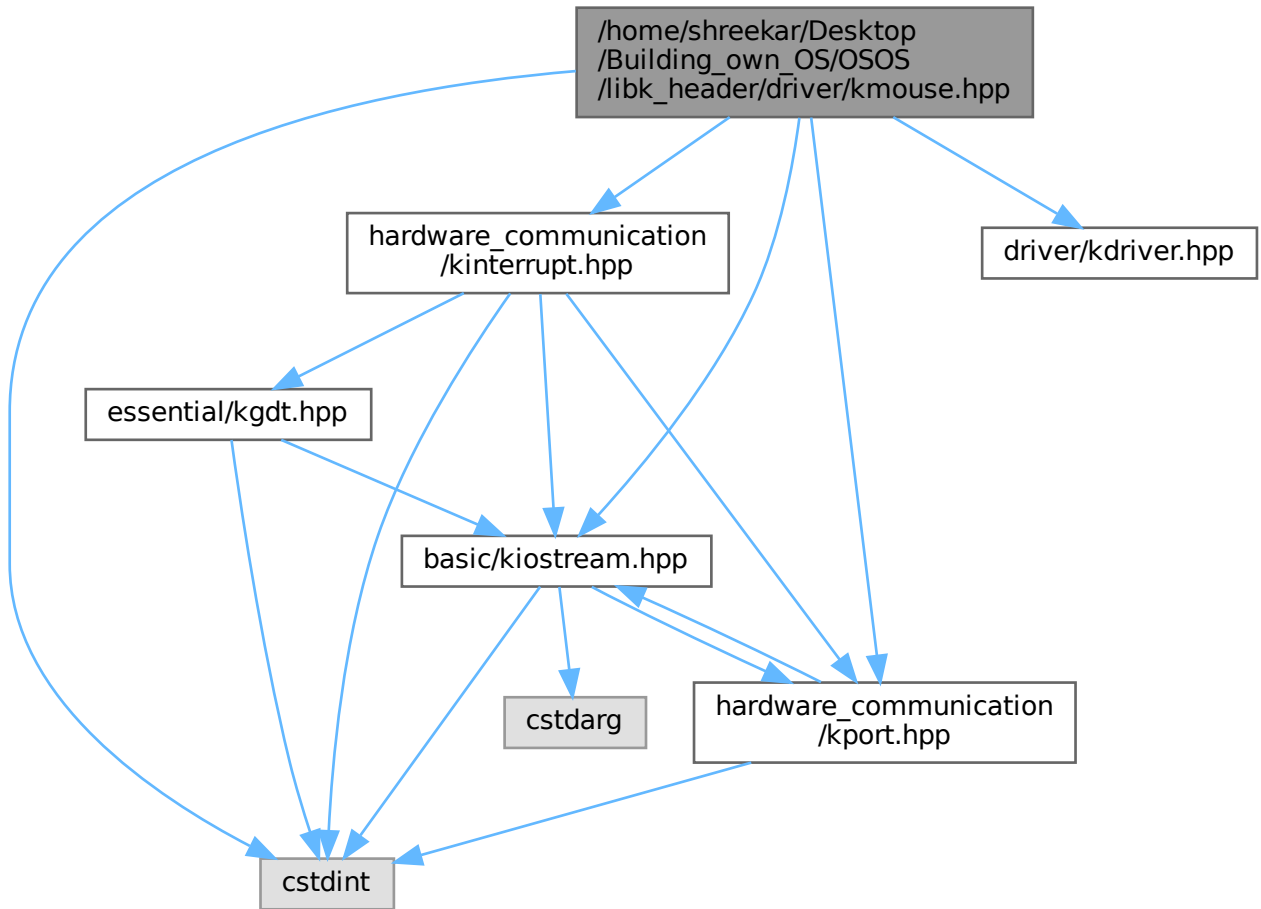 /home/shreekar/Desktop
/Building_own_OS/OSOS
/libk_header/driver/kmouse.hpp
hardware_communication
/kinterrupt.hpp
driver/kdriver.hpp
essential/kgdt.hpp
basic/kiostream.hpp
cstdarg
hardware_communication
/kport.hpp
cstdint